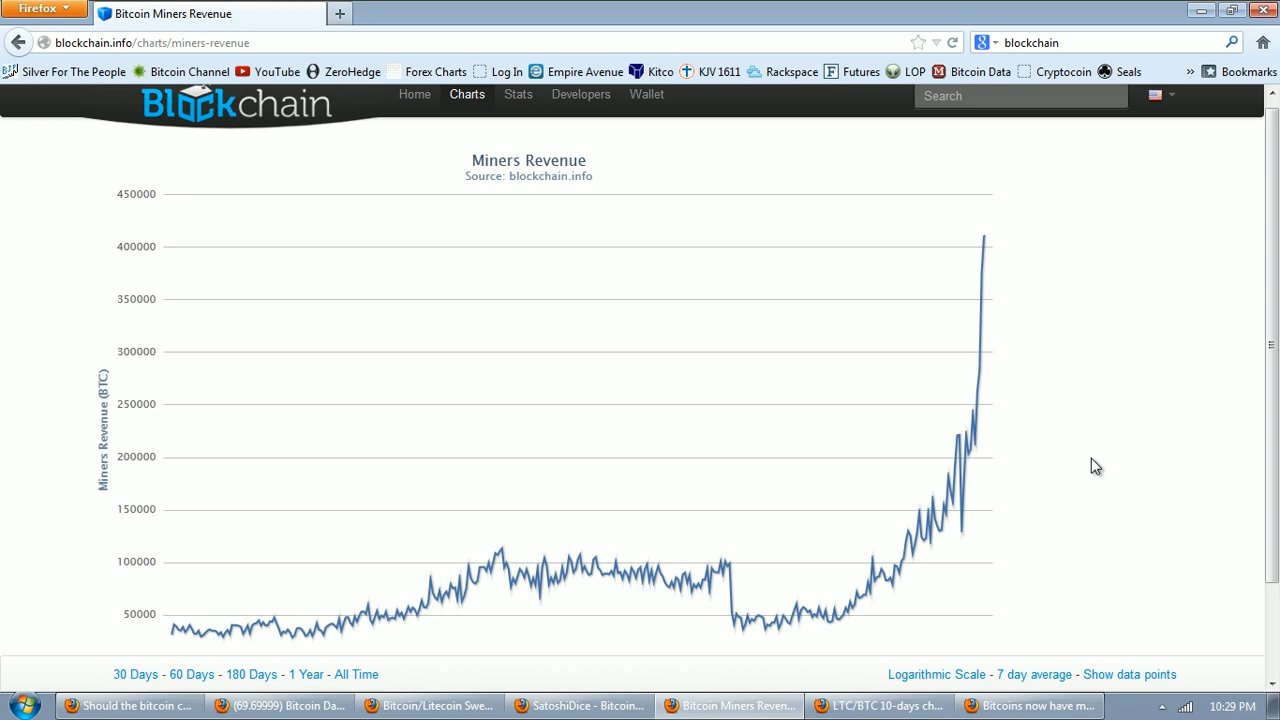 Firefox
Bitcoin Miners Revenue
blockchain.info/charts/miners-revenue
blockchain
Silver For The People
Bitcoin Channel
YouTube
ZeroHedge
Forex Charts
Log In
Empire Avenue
Kitco
KJV 1611
Rackspace
Futures
LOP
Bitcoin Data
Cryptocoin
Seals
»
Bookmarks
Blockchain
Home
Charts
Stats
Developers
Wallet
Search
Miners Revenue
Source: blockchain.info
Miners Revenue (BTC)
450000
400000
350000
300000
250000
200000
150000
100000
50000
30 Days - 60 Days - 180 Days - 1 Year - All Time
Logarithmic Scale - 7 day average - Show data points
Should the bitcoin c...
(69.69999) Bitcoin Da...
Bitcoin/Litecoin Swe...
SatoshiDice - Bitcoin...
Bitcoin Miners Reven...
LTC/BTC 10-days ch...
Bitcoins now have m...
10:29 PM